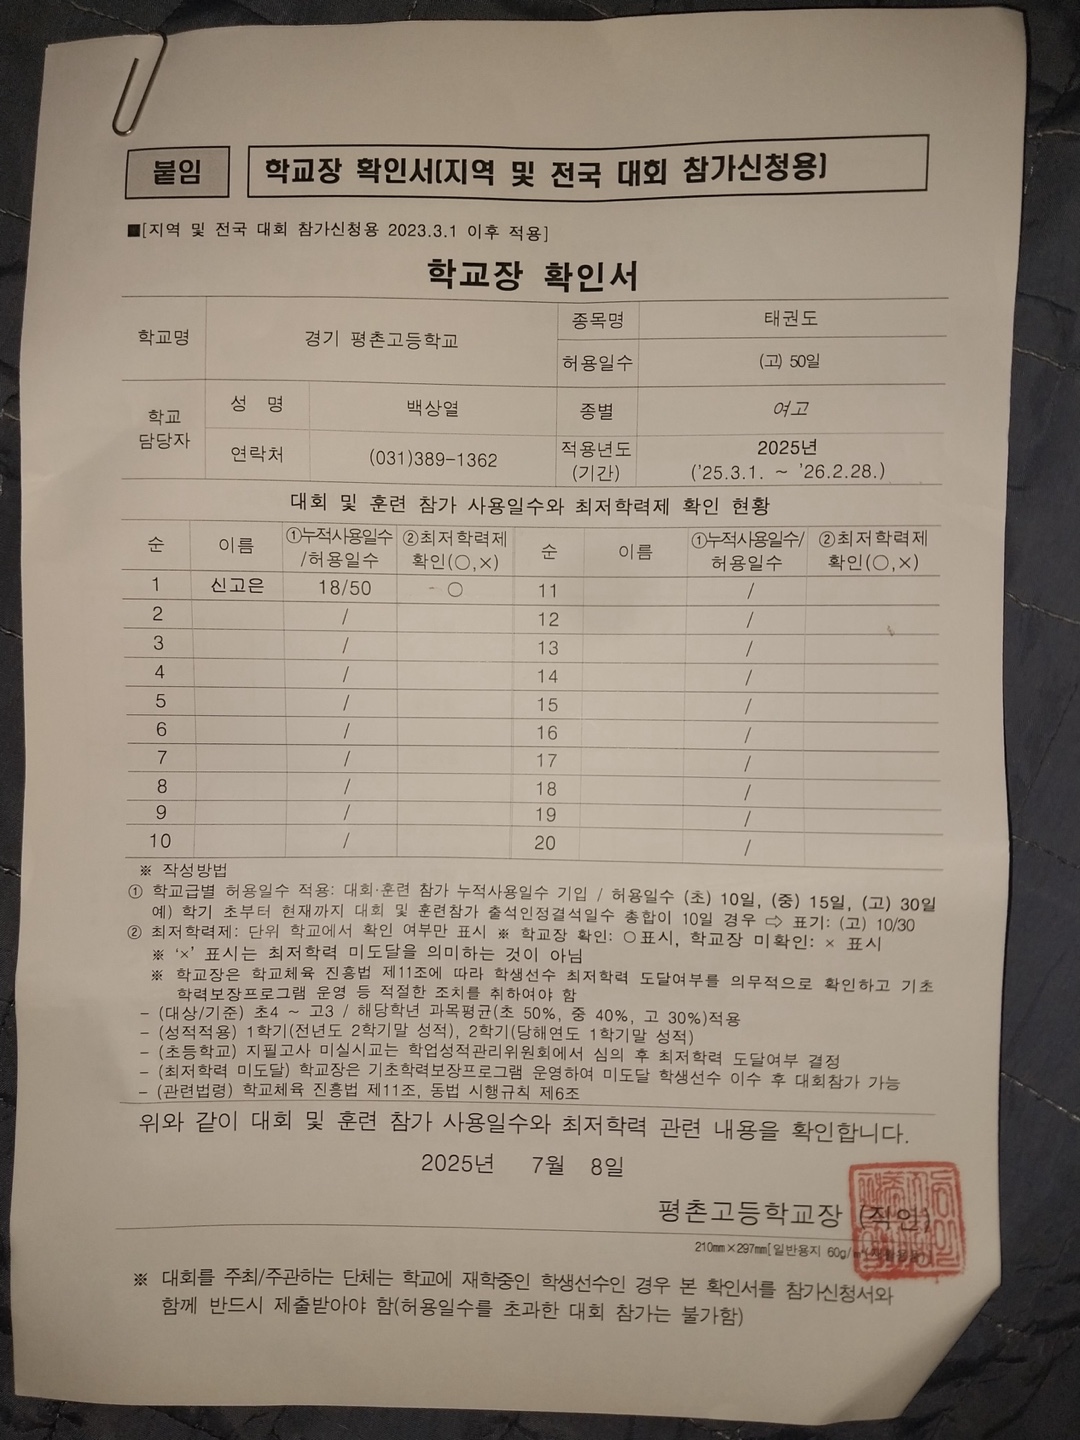 붙임 학교장 확인서(지역 및 전국 대회 참가신청용)
■[지역 및 전국 대회 참가신청용 2023.3.1 이후 적용]
학교장 확인서
학교명 경기 평촌고등학교 종목명 태권도
허용일수 (고) 50일
학교 담당자 성 명 백상열 종별 여고
연락처 (031)389-1362 적용년도 (기간) 2025년 ('25.3.1. ~ '26.2.28.)
대회 및 훈련 참가 사용일수와 최저학력제 확인 현황
순 이름 ①누적사용일수/허용일수 ②최저학력제 확인(○,×) 순 이름 ①누적사용일수/허용일수 ②최저학력제 확인(○,×)
1 신고은 18/50 ○ 11 /
2 / 12 /
3 / 13 /
4 / 14 /
5 / 15 /
6 / 16 /
7 / 17 /
8 / 18 /
9 / 19 /
10 / 20 /
※ 작성방법
① 학교급별 허용일수 적용: 대회·훈련 참가 누적사용일수 기입 / 허용일수 (초) 10일, (중) 15일, (고) 30일
예) 학기 초부터 현재까지 대회 및 훈련참가 출석인정결석일수 총합이 10일 경우 ⇨ 표기: (고) 10/30
② 최저학력제: 단위 학교에서 확인 여부만 표시 ※ 학교장 확인: ○표시, 학교장 미확인: × 표시
※ '×' 표시는 최저학력 미도달을 의미하는 것이 아님
※ 학교장은 학교체육 진흥법 제11조에 따라 학생선수 최저학력 도달여부를 의무적으로 확인하고 기초
학력보장프로그램 운영 등 적절한 조치를 취하여야 함
- (대상/기준) 초4 ~ 고3 / 해당학년 과목평균(초 50%, 중 40%, 고 30%)적용
- (성적적용) 1학기(전년도 2학기말 성적), 2학기(당해연도 1학기말 성적)
- (초등학교) 지필고사 미실시교는 학업성적관리위원회에서 심의 후 최저학력 도달여부 결정
- (최저학력 미도달) 학교장은 기초학력보장프로그램 운영하여 미도달 학생선수 이수 후 대회참가 가능
- (관련법령) 학교체육 진흥법 제11조, 동법 시행규칙 제6조
위와 같이 대회 및 훈련 참가 사용일수와 최저학력 관련 내용을 확인합니다.
2025년 7월 8일
평촌고등학교장 (직인)
210mm×297mm[일반용지 60g/
※ 대회를 주최/주관하는 단체는 학교에 재학중인 학생선수인 경우 본 확인서를 참가신청서와
함께 반드시 제출받아야 함(허용일수를 초과한 대회 참가는 불가함)